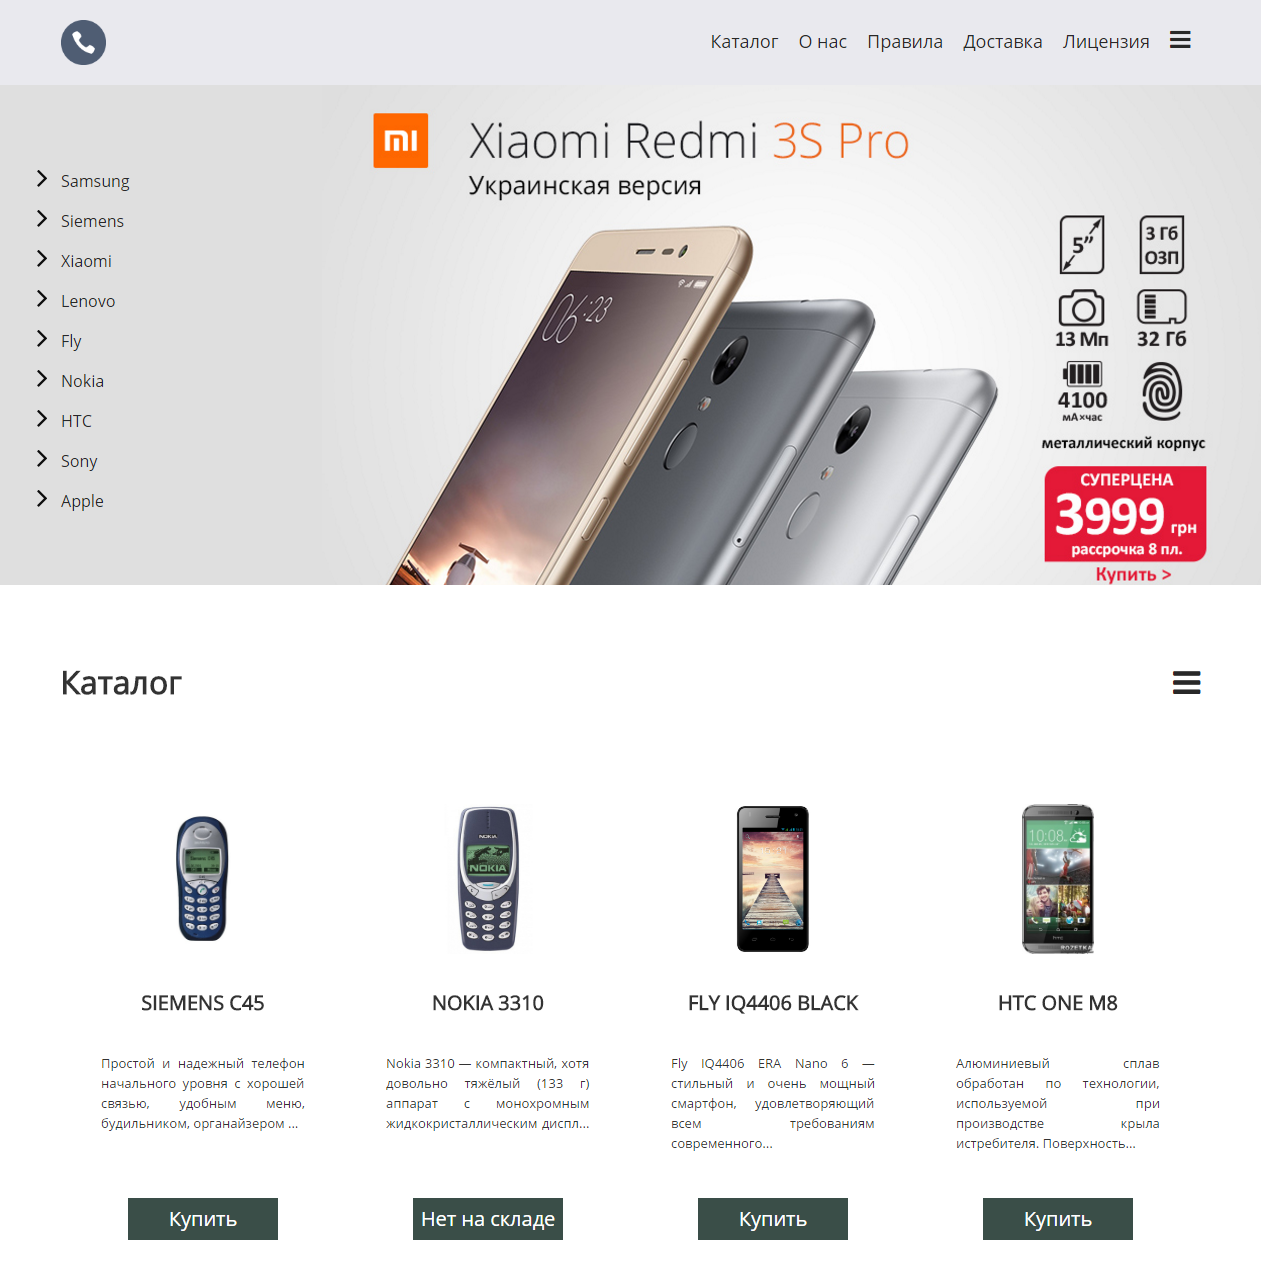 Каталог О нас Правила Доставка Лицензия
mi
Xiaomi Redmi 3S Pro
Украинская версия
Samsung
Siemens
Xiaomi
Lenovo
Fly
Nokia
HTC
Sony
Apple
06:23
5”
3 Гб
ОЗП
13 Мп
32 Гб
4100
мА×час
металлический корпус
СУПЕРЦЕНА
3999 грн
рассрочка 8 пл.
Купить >
Каталог
NOKIA
NOKIA
10:08
ROZETKA
SIEMENS C45
NOKIA 3310
FLY IQ4406 BLACK
HTC ONE M8
Простой и надежный телефон
начального уровня с хорошей
связью, удобным меню,
будильником, органайзером ...
Nokia 3310 — компактный, хотя
довольно тяжёлый (133 г)
аппарат с монохромным
жидкокристаллическим диспл...
Fly IQ4406 ERA Nano 6 —
стильный и очень мощный
смартфон, удовлетворяющий
всем требованиям
современного...
Алюминиевый сплав
обработан по технологии,
используемой при
производстве крыла
истребителя. Поверхность...
Купить
Нет на складе
Купить
Купить